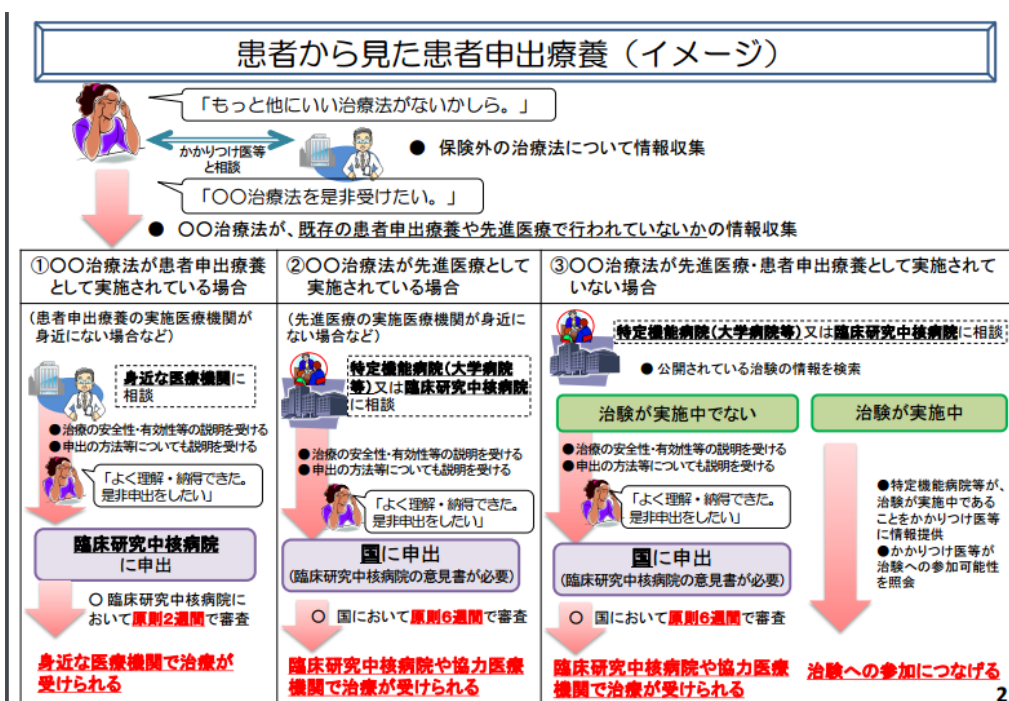 患者から見た患者申出療養（イメージ）
「もっと他にいい治療法がないかしら。」
かかりつけ医等
と相談
● 保険外の治療法について情報収集
「〇〇治療法を是非受けたい。」
● 〇〇治療法が、既存の患者申出療養や先進医療で行われていないかの情報収集
①〇〇治療法が患者申出療養
として実施されている場合
(患者申出療養の実施医療機関が
身近にない場合など)
身近な医療機関に
相談
●治療の安全性・有効性等の説明を受ける
●申出の方法等についても説明を受ける
「よく理解・納得できた。
是非申出をしたい」
臨床研究中核病院
に申出
〇 臨床研究中核病院に
おいて原則2週間で審査
身近な医療機関で治療が
受けられる
②〇〇治療法が先進医療として
実施されている場合
(先進医療の実施医療機関が身近に
ない場合など)
特定機能病院(大学病院
等)又は臨床研究中核病院
に相談
●治療の安全性・有効性等の説明を受ける
●申出の方法等についても説明を受ける
「よく理解・納得できた。
是非申出をしたい」
国に申出
(臨床研究中核病院の意見書が必要)
〇 国において原則6週間で審査
臨床研究中核病院や協力医療
機関で治療が受けられる
③〇〇治療法が先進医療・患者申出療養として実施されて
いない場合
特定機能病院(大学病院等)又は臨床研究中核病院に相談
● 公開されている治験の情報を検索
治験が実施中でない
●治療の安全性・有効性等の説明を受ける
●申出の方法等についても説明を受ける
「よく理解・納得できた。
是非申出をしたい」
国に申出
(臨床研究中核病院の意見書が必要)
〇 国において原則6週間で審査
臨床研究中核病院や協力医療
機関で治療が受けられる
治験が実施中
●特定機能病院等が、
治験が実施中である
ことをかかりつけ医等
に情報提供
●かかりつけ医等が
治験への参加可能性
を照会
治験への参加につなげる
2